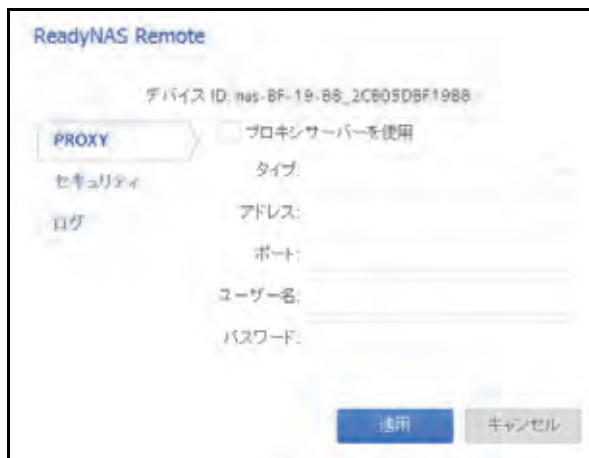 ReadyNAS Remote
デバイス ID: nas-BF-19-B8_2CB05DBF19B8
PROXY
プロキシサーバーを使用
タイプ:
セキュリティ
アドレス:
ログ
ポート:
ユーザー名:
パスワード:
適用
キャンセル